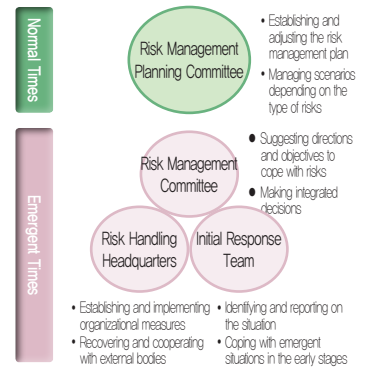 Normal Times
Risk Management
Planning Committee
• Establishing and
adjusting the risk
management plan
• Managing scenarios
depending on the
type of risks
Emergent Times
Risk Management
Committee
● Suggesting directions
and objectives to
cope with risks
● Making integrated
decisions
Risk Handling
Headquarters
Initial Response
Team
• Establishing and implementing
organizational measures
• Recovering and cooperating
with external bodies
• Identifying and reporting on
the situation
• Coping with emergent
situations in the early stages